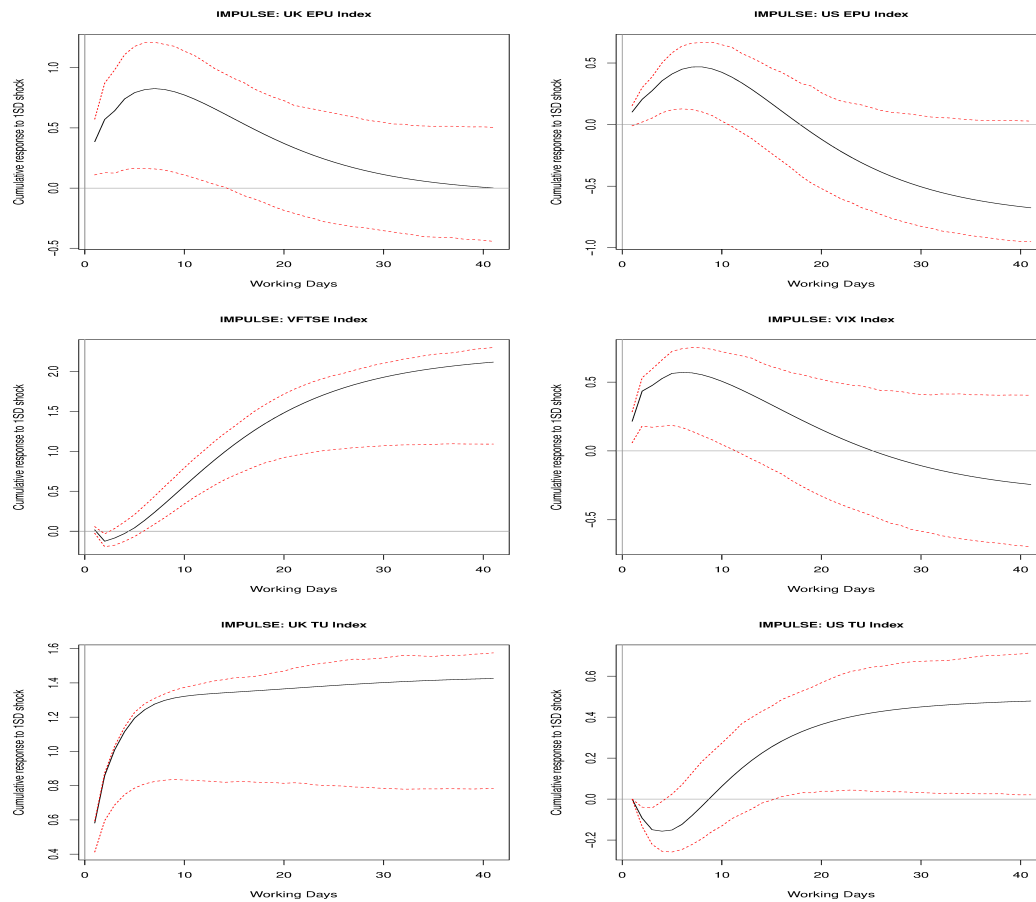 IMPULSE: UK EPU Index
Cumulative response to 1SD shock
1.0
0.5
0.0
−0.5
0 10 20 30 40
Working Days
IMPULSE: US EPU Index
Cumulative response to 1SD shock
0.5
0.0
−0.5
−1.0
0 10 20 30 40
Working Days
IMPULSE: VFTSE Index
Cumulative response to 1SD shock
2.0
1.5
1.0
0.5
0.0
0 10 20 30 40
Working Days
IMPULSE: VIX Index
Cumulative response to 1SD shock
0.5
0.0
−0.5
0 10 20 30 40
Working Days
IMPULSE: UK TU Index
Cumulative response to 1SD shock
1.6
1.4
1.2
1.0
0.8
0.6
0.4
0 10 20 30 40
Working Days
IMPULSE: US TU Index
Cumulative response to 1SD shock
0.6
0.4
0.2
0.0
−0.2
0 10 20 30 40
Working Days